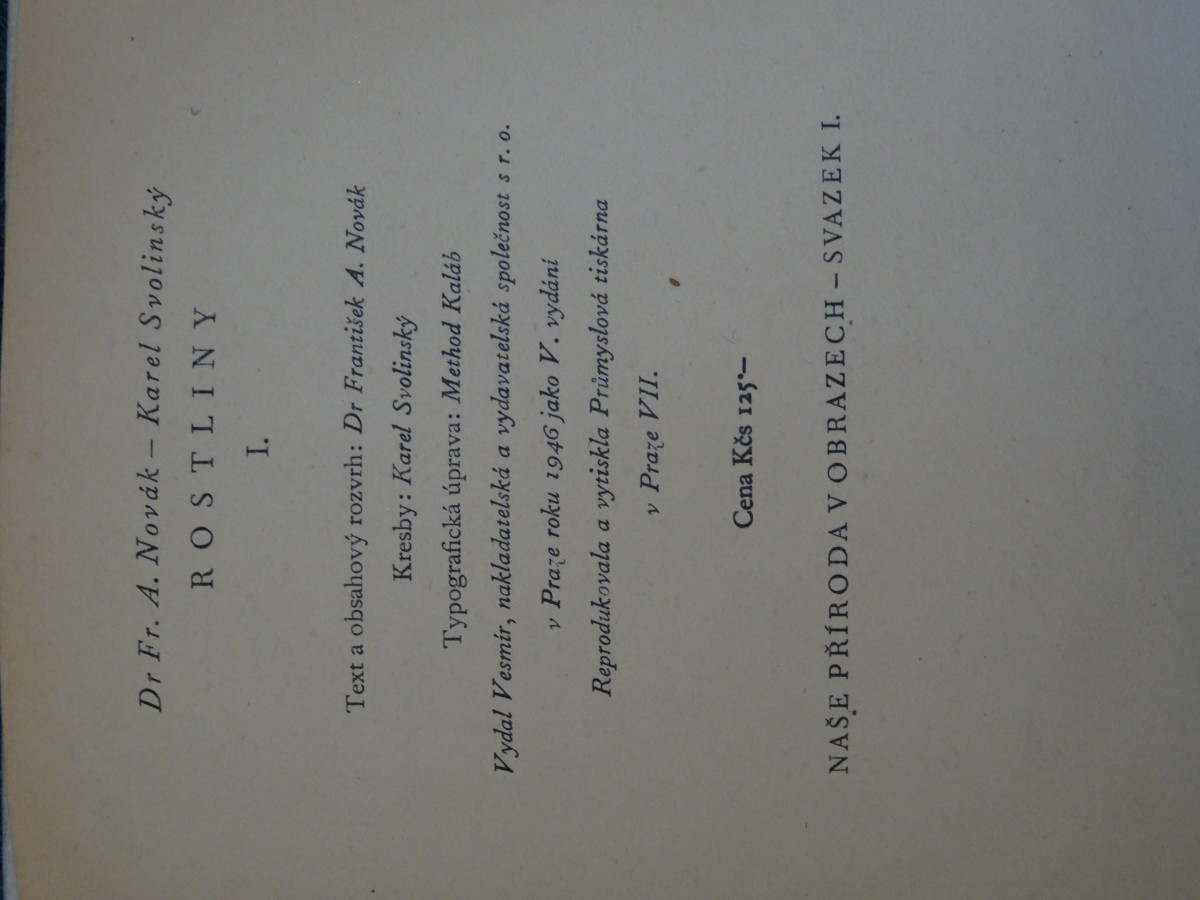 Dr Fr. A. Novák – Karel Svolinský
ROSTLINY
I.
Text a obsahový rozvrh: Dr František A. Novák
Kresby: Karel Svolinský
Typografická úprava: Method Kaláb
Vydal Vesmír, nakladatelská a vydavatelská společnost s r. o.
v Praze roku 1946 jako V. vydání
Reprodukovala a vytiskla Průmyslová tiskárna
v Praze VII.
Cena Kčs 125·–
NAŠE PŘÍRODA V OBRAZECH – SVAZEK I.